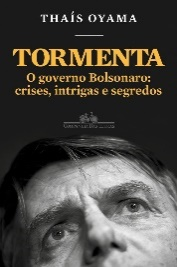 THAÍS OYAMA
TORMENTA
O governo Bolsonaro:
crises, intrigas e segredos